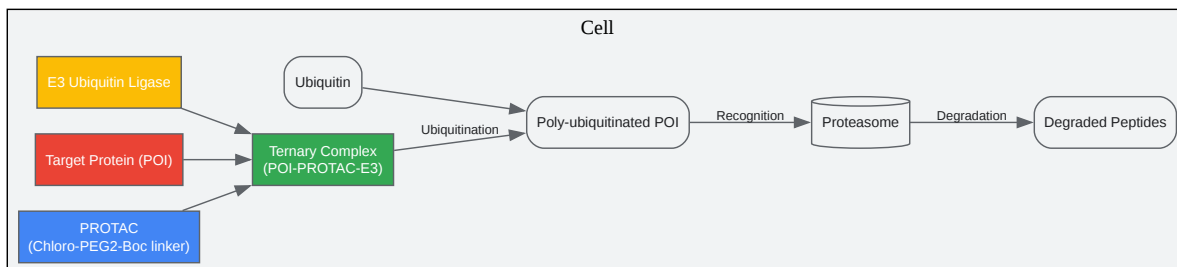 Cell
E3 Ubiquitin Ligase
Ubiquitin
Target Protein (POI)
Ternary Complex
(POI-PROTAC-E3)
Ubiquitination
Poly-ubiquitinated POI
Recognition
Proteasome
Degradation
Degraded Peptides
PROTAC
(Chloro-PEG2-Boc linker)